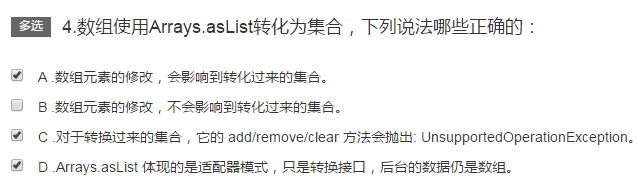 多选 4.数组使用Arrays.asList转化为集合，下列说法哪些正确的：
A .数组元素的修改，会影响到转化过来的集合。
B .数组元素的修改，不会影响到转化过来的集合。
C .对于转换过来的集合，它的 add/remove/clear 方法会抛出: UnsupportedOperationException。
D .Arrays.asList 体现的是适配器模式，只是转换接口，后台的数据仍是数组。